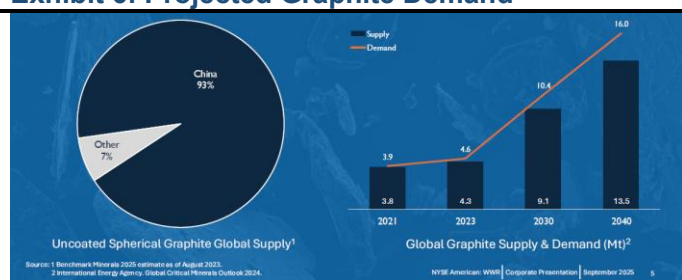 Exhibit 5: Projected Graphite Demand
China
93%
Other
7%
Uncoated Spherical Graphite Global Supply1
Supply
Demand
3.9
4.6
10.4
16.0
3.8
4.3
9.1
13.5
2021
2023
2030
2040
Global Graphite Supply & Demand (Mt)2
Source: 1 Benchmark Minerals 2025 estimate as of August 2023.
2 International Energy Agency. Global Critical Minerals Outlook 2024.
NYSE American: WWR | Corporate Presentation | September 2025 5